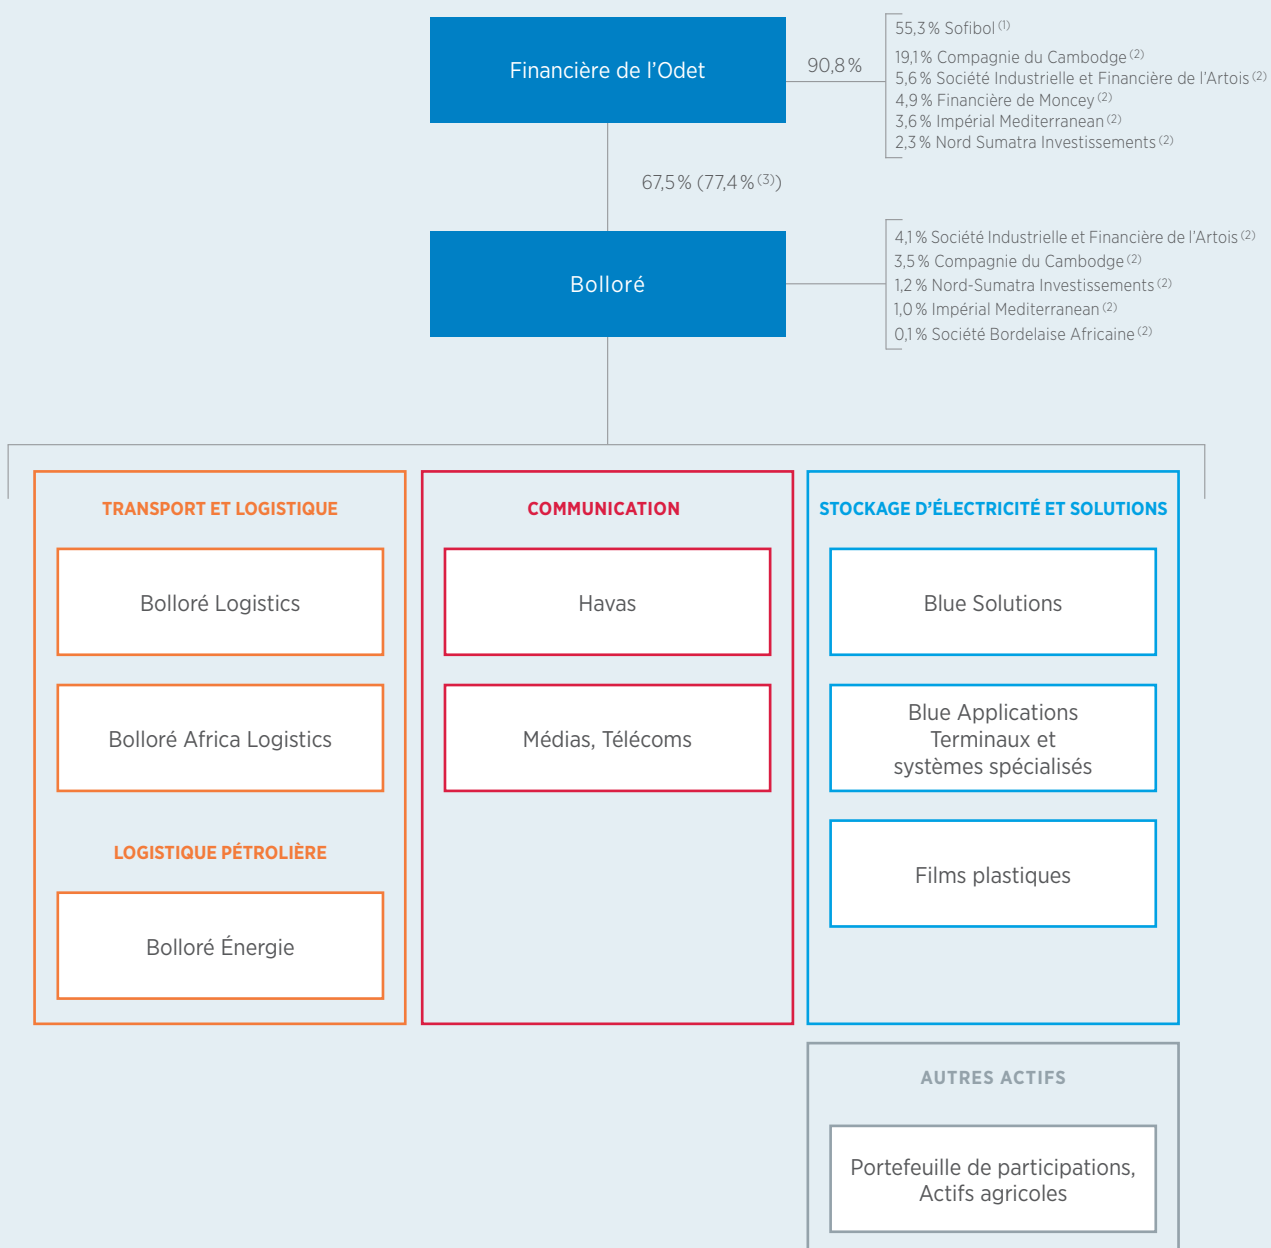 Financière de l’Odet
90,8 %
55,3 % Sofibol (1)
19,1 % Compagnie du Cambodge (2)
5,6 % Société Industrielle et Financière de l’Artois (2)
4,9 % Financière de Moncey (2)
3,6 % Impérial Mediterranean (2)
2,3 % Nord Sumatra Investissements (2)
67,5 % (77,4 % (3))
Bolloré
4,1 % Société Industrielle et Financière de l’Artois (2)
3,5 % Compagnie du Cambodge (2)
1,2 % Nord-Sumatra Investissements (2)
1,0 % Impérial Mediterranean (2)
0,1 % Société Bordelaise Africaine (2)
TRANSPORT ET LOGISTIQUE
Bolloré Logistics
Bolloré Africa Logistics
LOGISTIQUE PÉTROLIÈRE
Bolloré Énergie
COMMUNICATION
Havas
Médias, Télécoms
STOCKAGE D’ÉLECTRICITÉ ET SOLUTIONS
Blue Solutions
Blue Applications
Terminaux et
systèmes spécialisés
Films plastiques
AUTRES ACTIFS
Portefeuille de participations,
Actifs agricoles